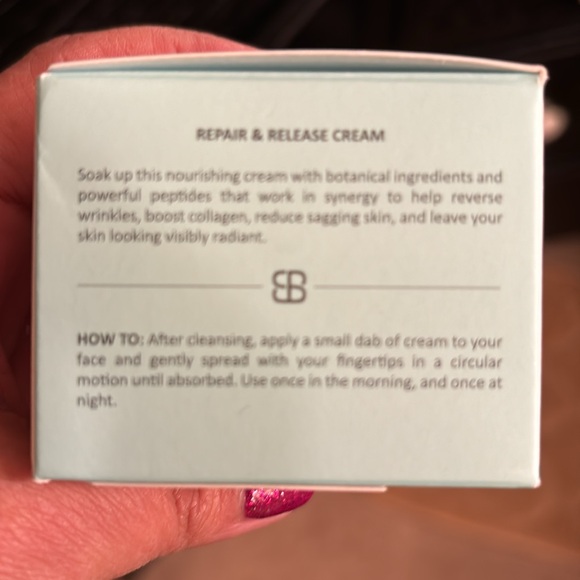 REPAIR & RELEASE CREAM
Soak up this nourishing cream with botanical ingredients and
powerful peptides that work in synergy to help reverse
wrinkles, boost collagen, reduce sagging skin, and leave your
skin looking visibly radiant.
BB
HOW TO: After cleansing, apply a small dab of cream to your
face and gently spread with your fingertips in a circular
motion until absorbed. Use once in the morning, and once at
night.